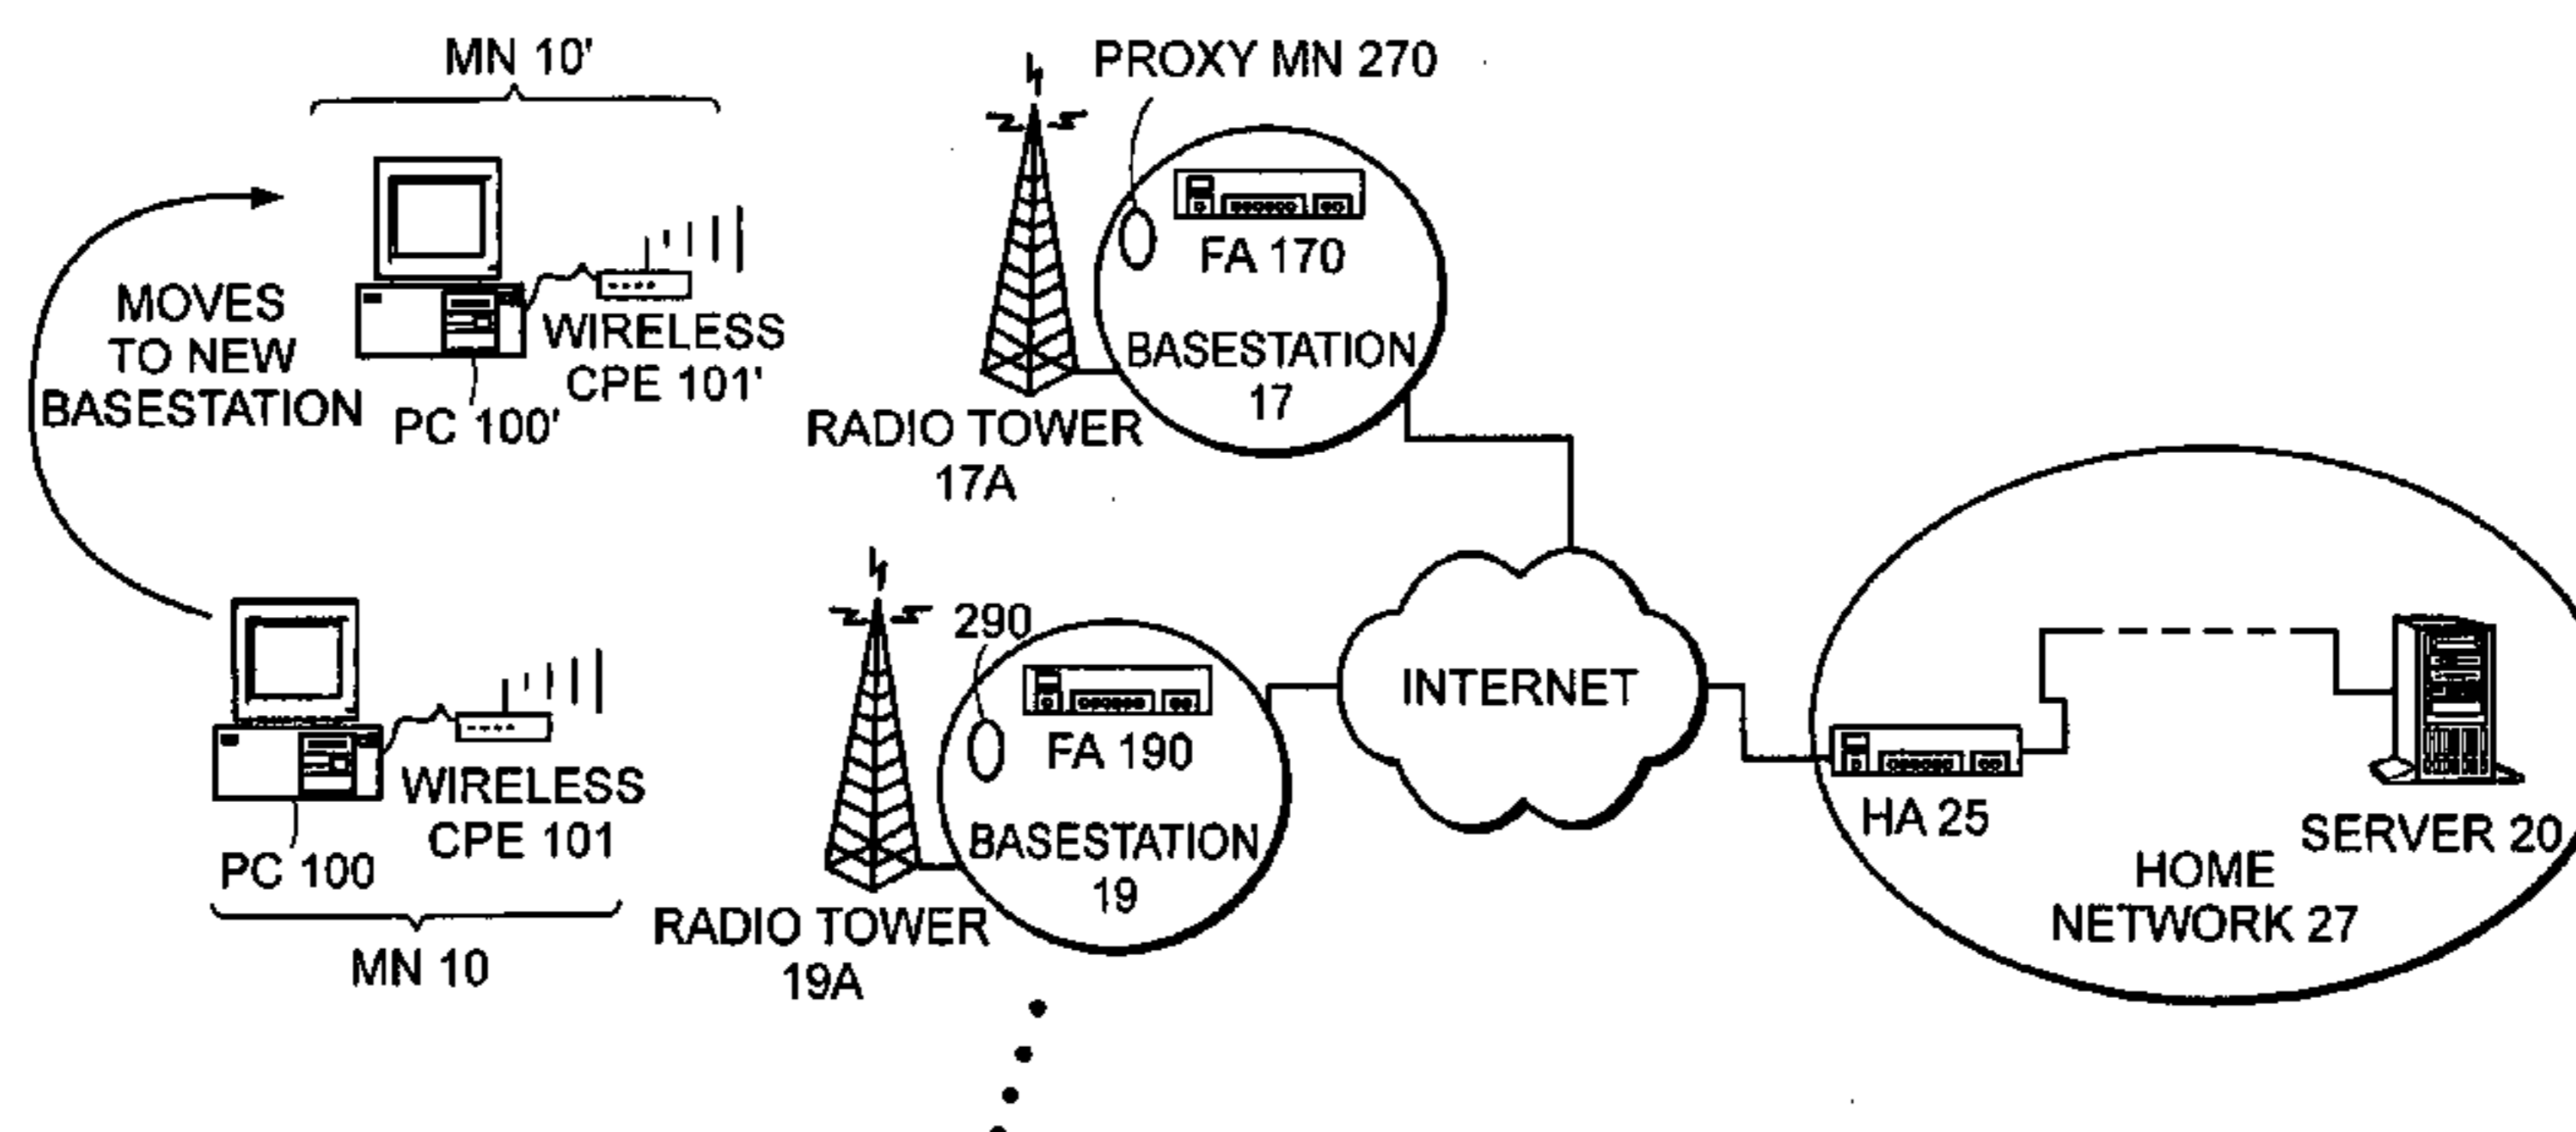 MN 10'
PROXY MN 270
FA 170
BASESTATION
17
MOVES
TO NEW
BASESTATION
WIRELESS
CPE 101'
PC 100'
RADIO TOWER
17A
290
FA 190
BASESTATION
19
INTERNET
WIRELESS
CPE 101
PC 100
MN 10
RADIO TOWER
19A
HA 25
SERVER 20
HOME
NETWORK 27